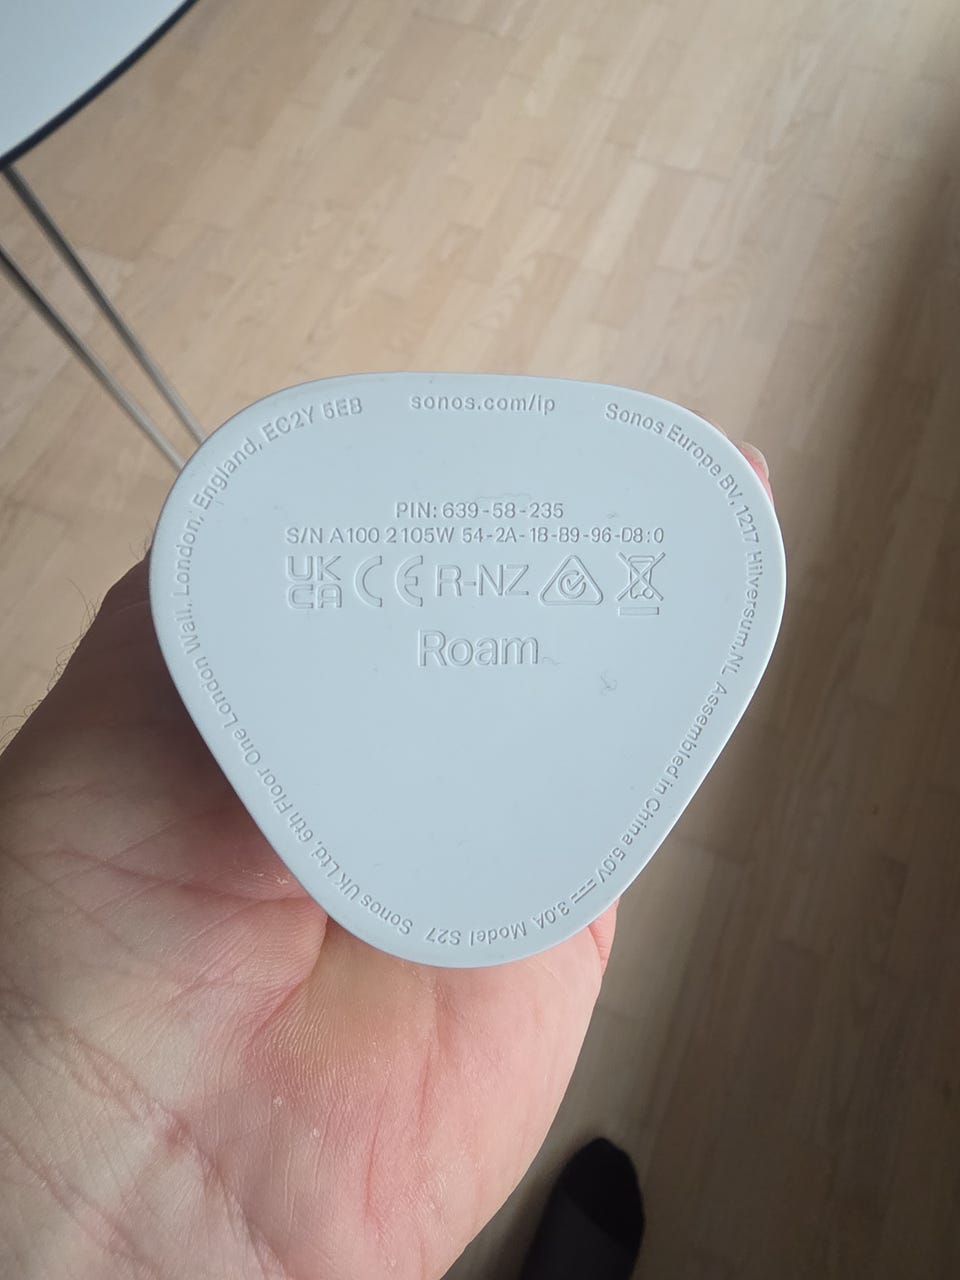 sonos.com/ip
Sonos Europe BV, 1217 Hilversum, NL Assembled in China 5.0V ⎓ 3.0A Model S27
Sonos UK Ltd, 6th Floor One London Wall, London, England, EC2Y 5EB
PIN: 639-58-235
S/N A100 2105W 54-2A-18-B9-96-D8:0
UK
CA CE R-NZ
Roam